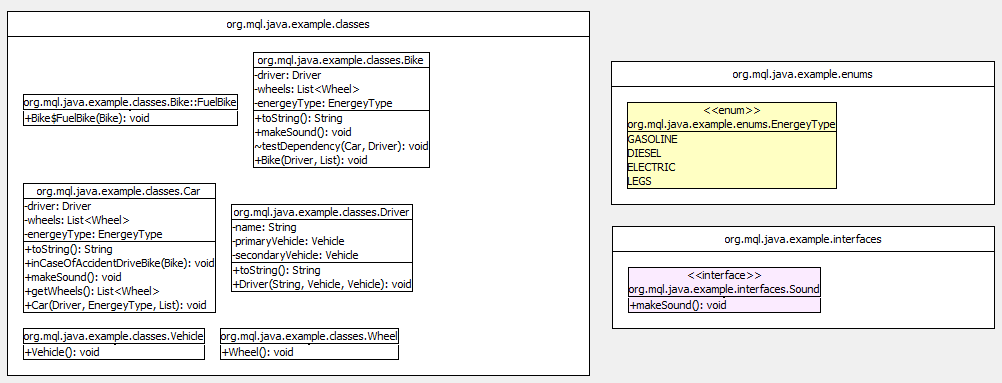 org.mql.java.example.classes
org.mql.java.example.classes.Bike::FuelBike
+Bike$FuelBike(Bike): void
org.mql.java.example.classes.Bike
-driver: Driver
-wheels: List<Wheel>
-energeyType: EnergeyType
+toString(): String
+makeSound(): void
~testDependency(Car, Driver): void
+Bike(Driver, List): void
org.mql.java.example.classes.Car
-driver: Driver
-wheels: List<Wheel>
-energeyType: EnergeyType
+toString(): String
+inCaseOfAccidentDriveBike(Bike): void
+makeSound(): void
+getWheels(): List<Wheel>
+Car(Driver, EnergeyType, List): void
org.mql.java.example.classes.Driver
-name: String
-primaryVehicle: Vehicle
-secondaryVehicle: Vehicle
+toString(): String
+Driver(String, Vehicle, Vehicle): void
org.mql.java.example.classes.Vehicle
+Vehicle(): void
org.mql.java.example.classes.Wheel
+Wheel(): void
org.mql.java.example.enums
<<enum>>
org.mql.java.example.enums.EnergeyType
GASOLINE
DIESEL
ELECTRIC
LEGS
org.mql.java.example.interfaces
<<interface>>
org.mql.java.example.interfaces.Sound
+makeSound(): void